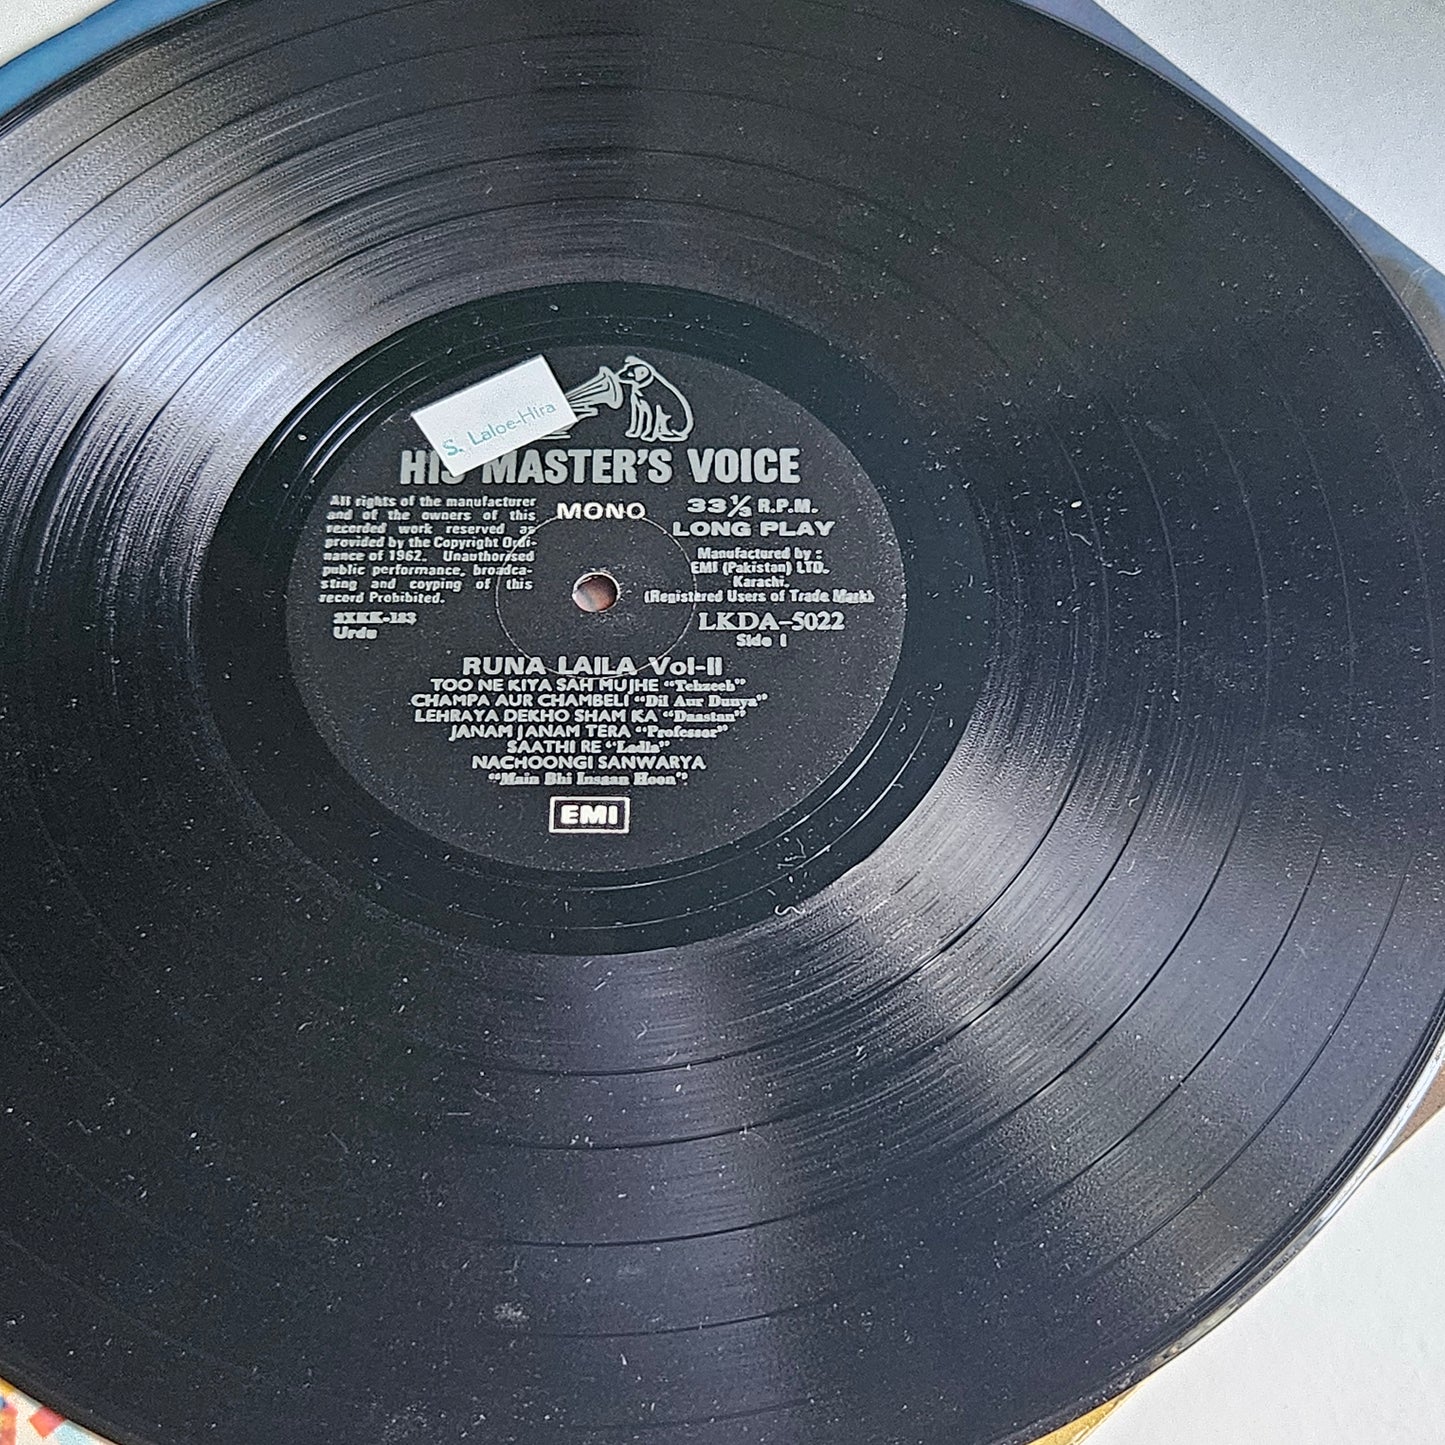 S. Laloe-Hira
HIS MASTER'S VOICE
All rights of the manufacturer
and of the owners of this
recorded work reserved as
provided by the Copyright Ordi-
nance of 1962. Unauthorised
public performance, broadca-
sting and coyping of this
record Prohibited.
MONO
33⅓ R.P.M.
LONG PLAY
Manufactured by :
EMI (Pakistan) LTD.
Karachi.
(Registered Users of Trade Mark)
Urdu
LKDA-5022
Side 1
RUNA LAILA Vol-II
TOO NE KIYA SAH MUJHE "Tehzeeb"
CHAMPA AUR CHAMBELI "Dil Aur Dunya"
LEHRAYA DEKHO SHAM KA "Daastan"
JANAM JANAM TERA "Professor"
SAATHI RE "Ladla"
NACHOONGI SANWARYA
"Main Bhi Insaan Hoon"
EMI